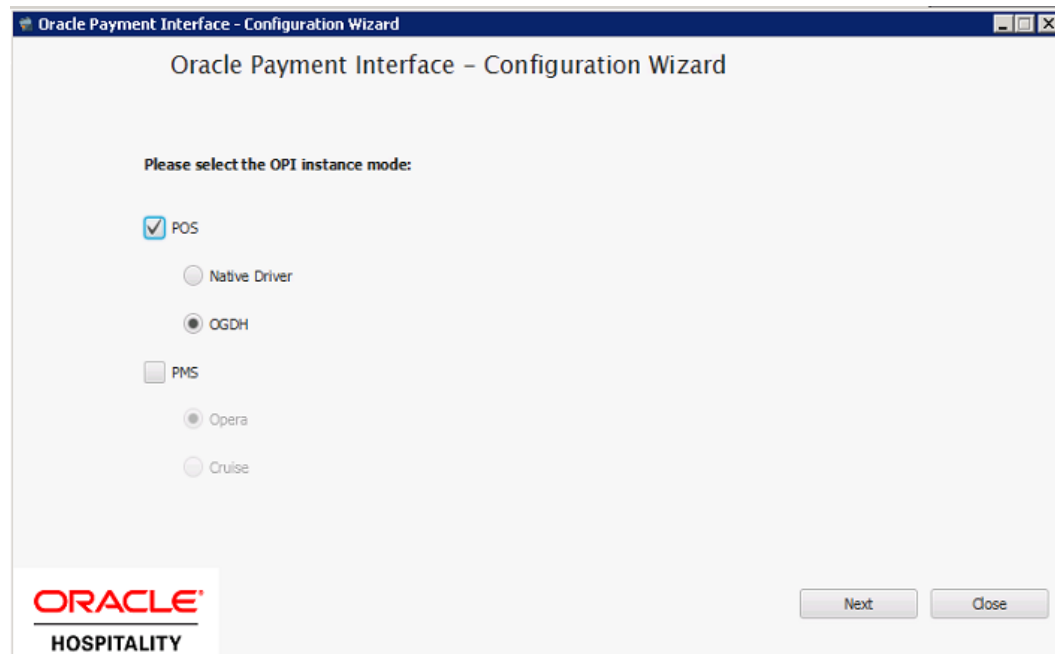 Oracle Payment Interface - Configuration Wizard
Oracle Payment Interface – Configuration Wizard
Please select the OPI instance mode:
POS
Native Driver
OGDH
PMS
Opera
Cruise
ORACLE®
HOSPITALITY
Next
Close